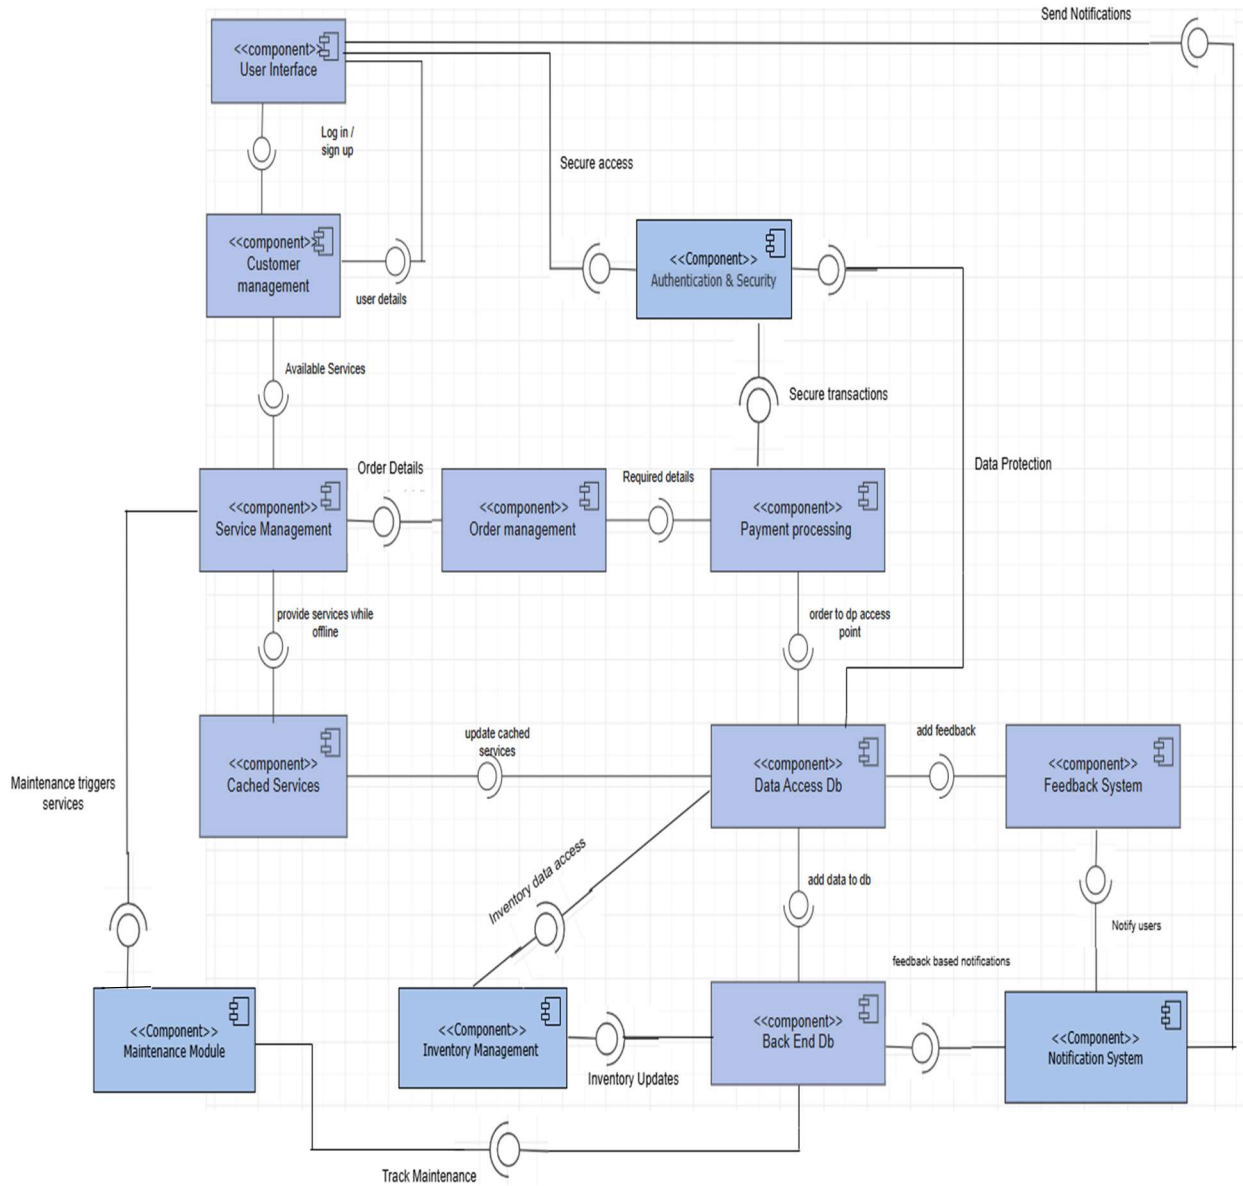 Send Notifications
<<component>>
User Interface
Log in /
sign up
Secure access
<<component>>
Customer
management
user details
<<Component>>
Authentication & Security
Available Services
Secure transactions
Data Protection
Order Details
Required details
<<component>>
Service Management
<<component>>
Order management
<<component>>
Payment processing
provide services while
offline
order to dp access
point
<<component>>
Cached Services
update cached
services
<<component>>
Data Access Db
add feedback
<<component>>
Feedback System
Maintenance triggers
services
Inventory data access
add data to db
Notify users
feedback based notifications
<<Component>>
Maintenance Module
<<Component>>
Inventory Management
<<component>>
Back End Db
<<Component>>
Notification System
Inventory Updates
Track Maintenance